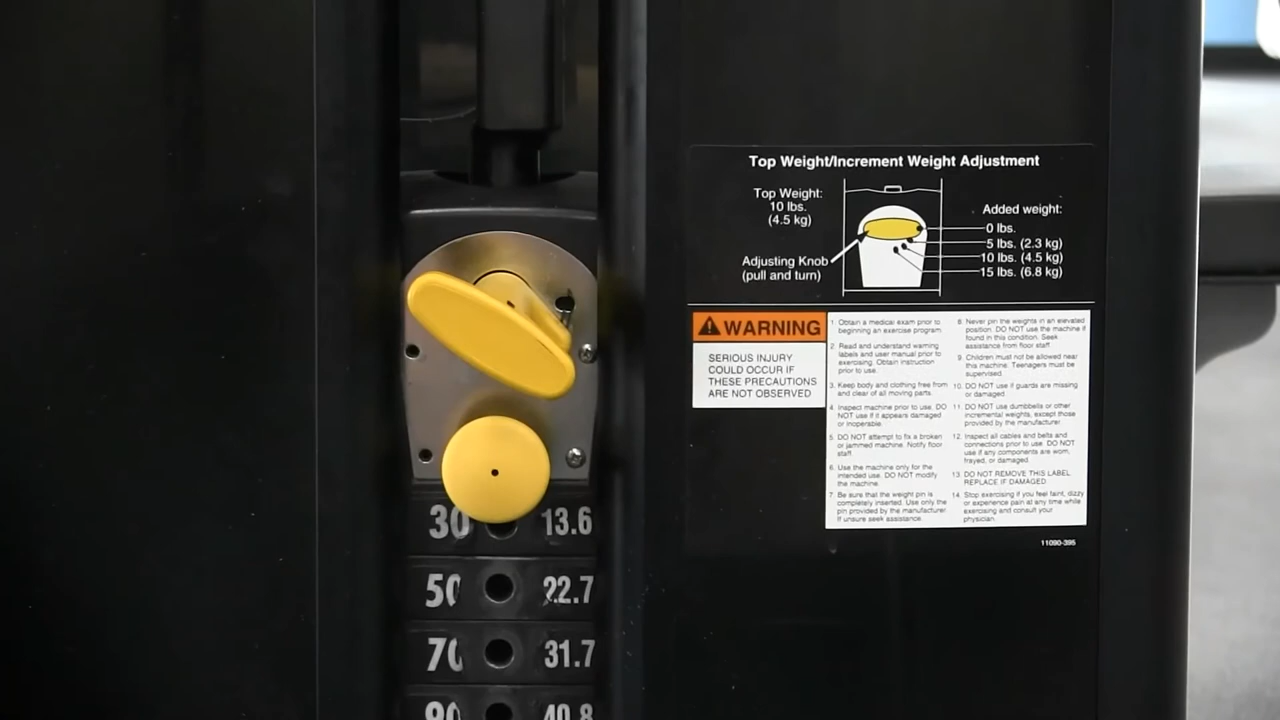 Top Weight/Increment Weight Adjustment
Top Weight:
10 lbs.
(4.5 kg)
Adjusting Knob
(pull and turn)
Added weight:
0 lbs.
5 lbs. (2.3 kg)
10 lbs. (4.5 kg)
15 lbs. (6.8 kg)
WARNING
SERIOUS INJURY
COULD OCCUR IF
THESE PRECAUTIONS
ARE NOT OBSERVED
1. Obtain a medical exam prior to
beginning an exercise program.
2. Read and understand warning
labels and user manual prior to
exercising. Obtain instruction
prior to use.
3. Keep body and clothing free from
and clear of all moving parts.
4. Inspect machine prior to use. DO
NOT use if it appears damaged
or inoperable.
5. DO NOT attempt to fix a broken
or jammed machine. Notify floor
staff.
6. Use the machine only for the
intended use. DO NOT modify
the machine.
7. Be sure that the weight pin is
completely inserted. Use only the
pin provided by the manufacturer.
If unsure seek assistance.
8. Never pin the weights in an elevated
position. DO NOT use the machine if
found in this condition. Seek
assistance from floor staff.
9. Children must not be allowed near
this machine. Teenagers must be
supervised.
10. DO NOT use if guards are missing
or damaged.
11. DO NOT use dumbbells or other
incremental weights, except those
provided by the manufacturer.
12. Inspect all cables and belts and
connections prior to use. DO NOT
use if any components are worn,
frayed, or damaged.
13. DO NOT REMOVE THIS LABEL.
REPLACE IF DAMAGED.
14. Stop exercising if you feel faint, dizzy
or experience pain at any time while
exercising and consult your
physician.
11090-395
30 13.6
50 22.7
70 31.7
90 40.8